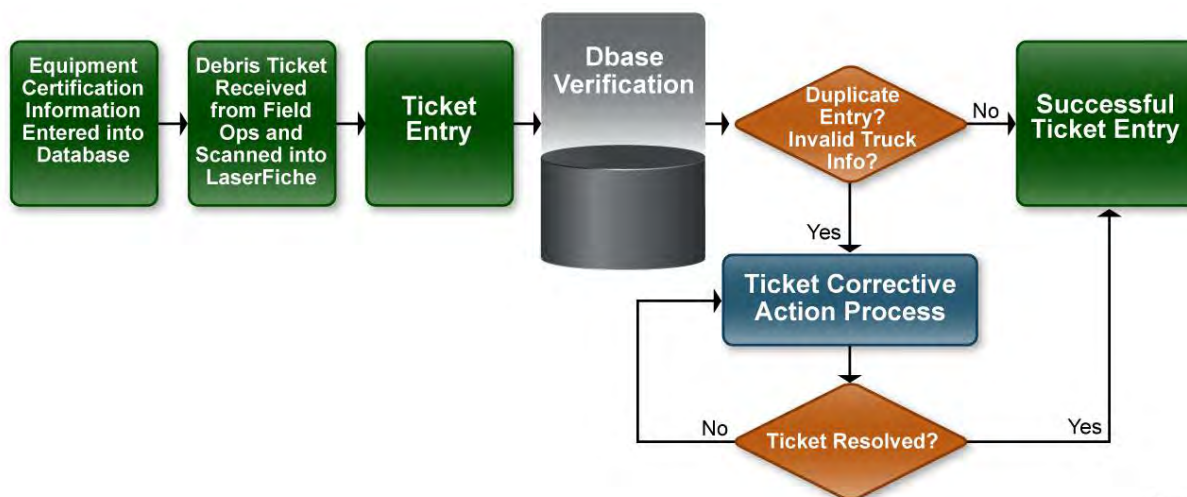 Equipment
Certification
Information
Entered into
Database
Debris Ticket
Received
from Field
Ops and
Scanned into
LaserFiche
Ticket
Entry
Dbase
Verification
Duplicate
Entry?
Invalid Truck
Info?
No
Successful
Ticket Entry
Yes
Ticket Corrective
Action Process
No
Ticket Resolved?
Yes